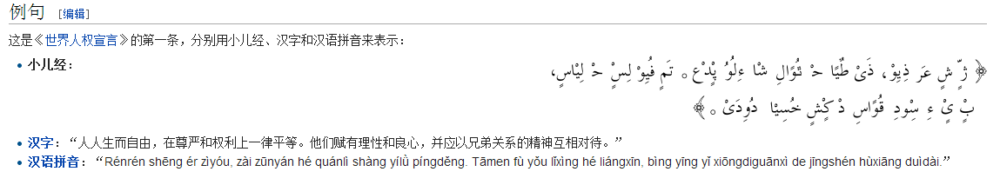 例句 [编辑]
这是《世界人权宣言》的第一条，分别用小儿经、汉字和汉语拼音来表示：
• 小儿经：
﴿ ژِّ شٍ عَر ذِيِوْ، ذَىْ ظٌيًا حْ ثُوًالِ شْا ءِلُوُ پٍْدْع ۞ تَمٍ فُيِوْ لِسٍْ حْ لِيْاسٍ،
بٍْ يٍْ ءِ سِْودِ قُوًاسِ دْ كٍْشٍ خُسِيْا دُوِدَىْ ۞ ﴾
• 汉字：“人人生而自由，在尊严和权利上一律平等。他们赋有理性和良心，并应以兄弟关系的精神互相对待。”
• 汉语拼音：“Rénrén shēng ér zìyóu, zài zūnyán hé quánlì shàng yílǜ píngděng. Tāmen fù yǒu lǐxìng hé liángxīn, bìng yīng yǐ xiōngdìguānxì de jīngshén hùxiāng duìdài.”